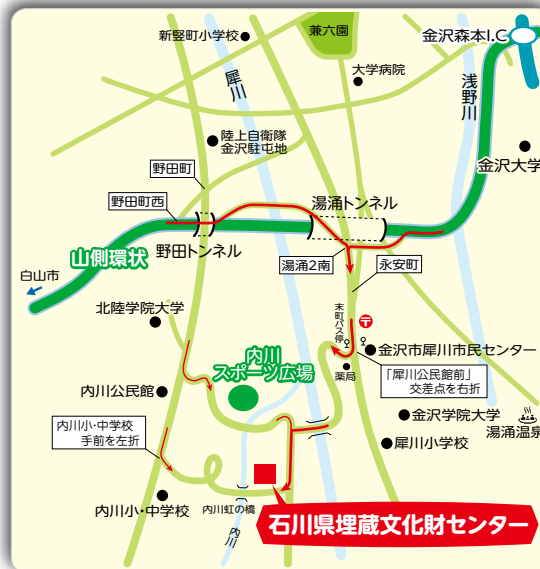 新竪町小学校
兼六園
金沢森本I.C
大学病院
犀川
浅野川
陸上自衛隊
金沢駐屯地
金沢大学
野田町
野田町西
湯涌トンネル
野田トンネル
山側環状
湯涌2南
永安町
白山市
北陸学院大学
末町バス停
内川
スポーツ広場
金沢市犀川市民センター
薬局
「犀川公民館前」
交差点を右折
内川公民館
金沢学院大学
湯涌温泉
内川小・中学校
手前を左折
犀川小学校
内川小・中学校
内川虹の橋
内川
石川県埋蔵文化財センター